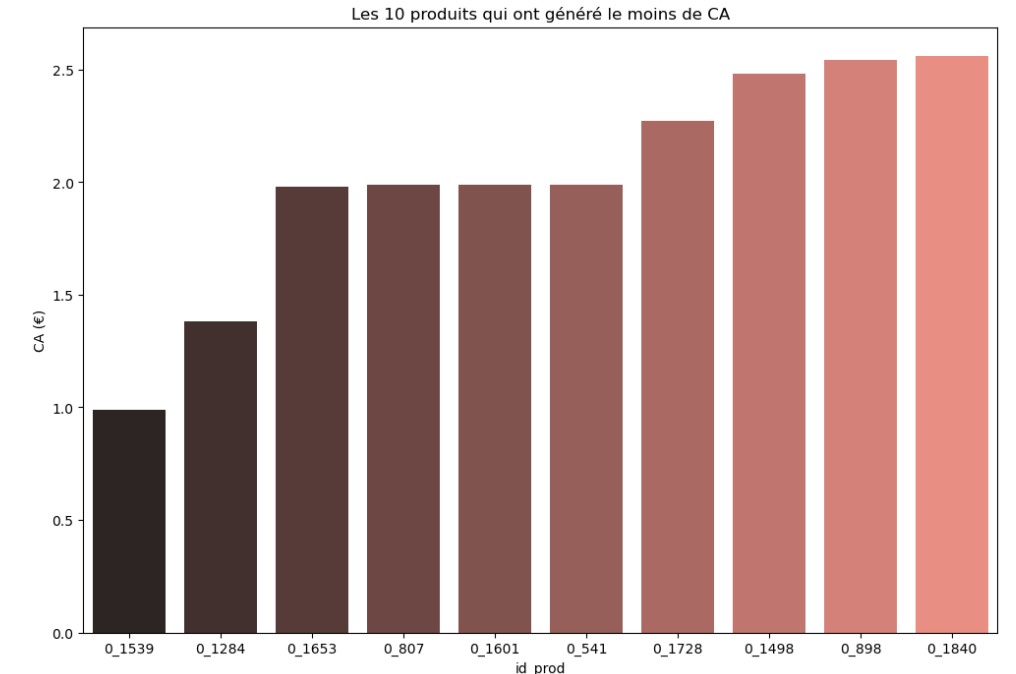 Les 10 produits qui ont généré le moins de CA
CA (€)
2.5
2.0
1.5
1.0
0.5
0.0
0_1539 0_1284 0_1653 0_807 0_1601 0_541 0_1728 0_1498 0_898 0_1840
id_prod